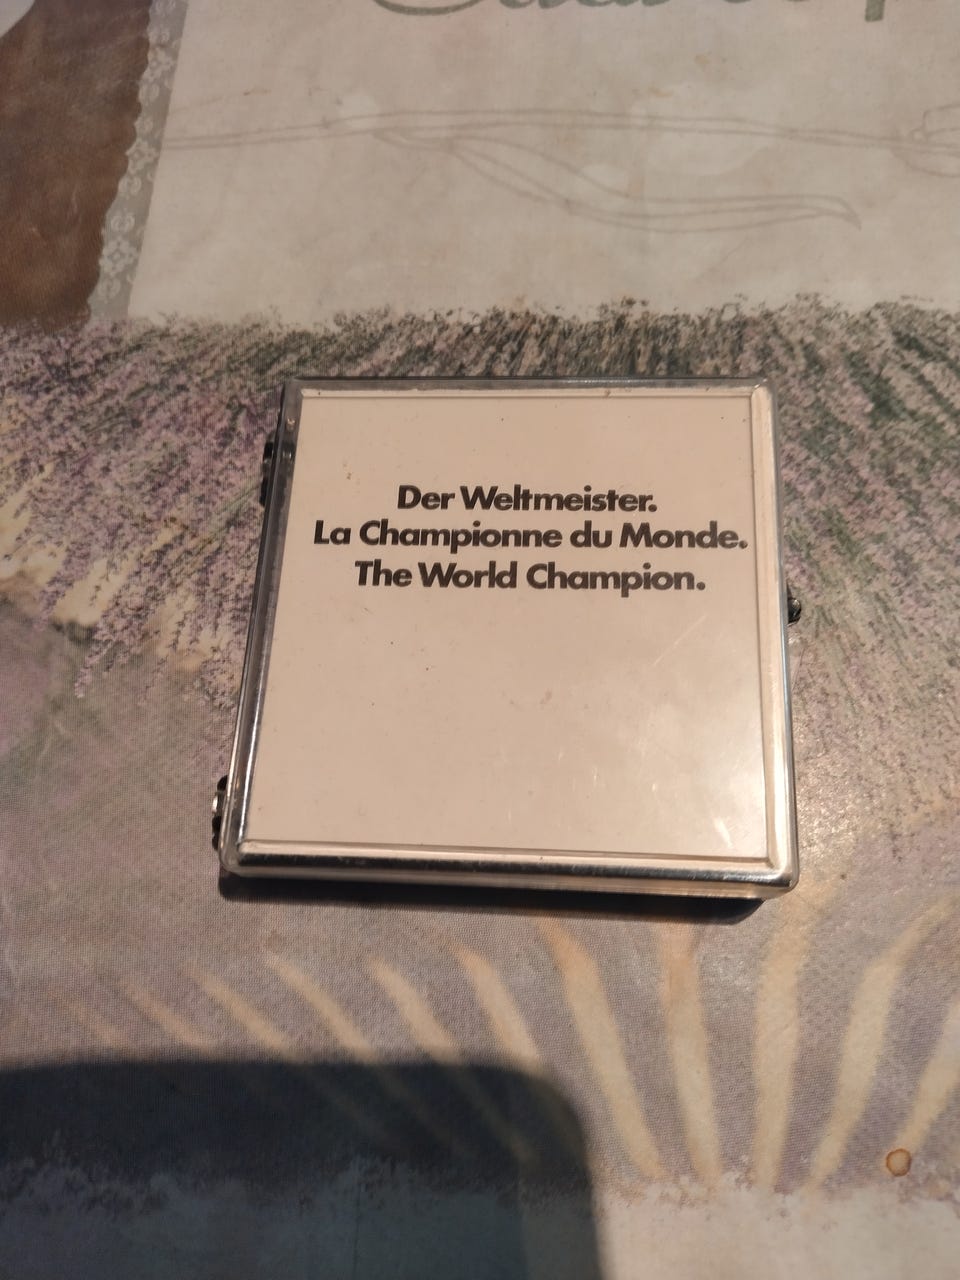 Der Weltmeister.
La Championne du Monde.
The World Champion.